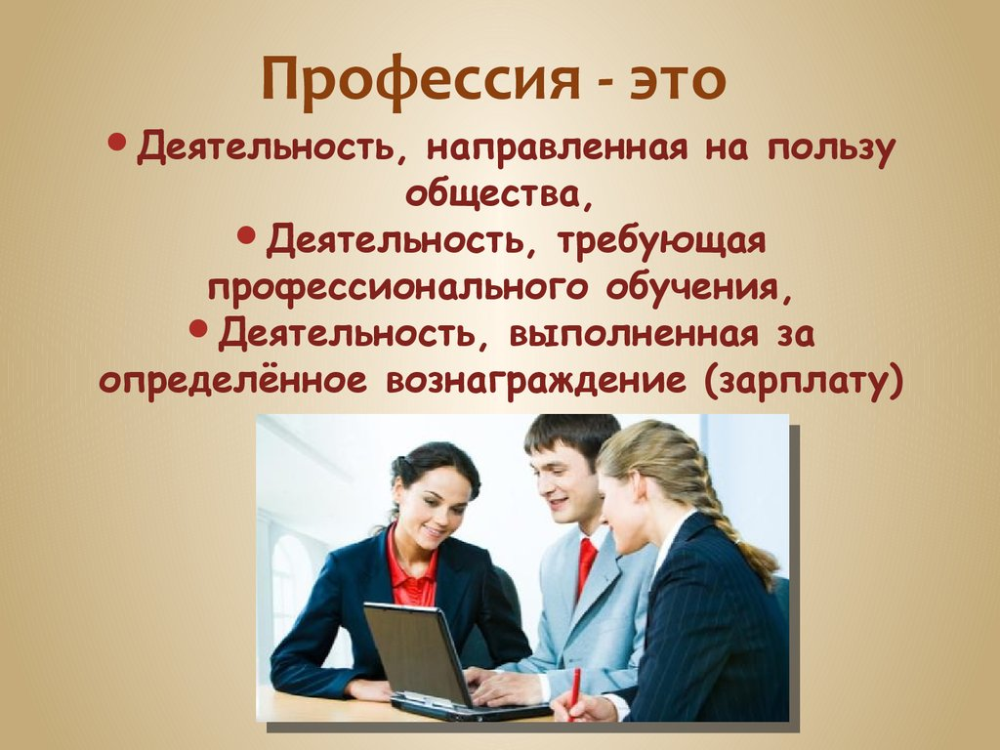 Профессия - это
• Деятельность, направленная на пользу
общества,
• Деятельность, требующая
профессионального обучения,
• Деятельность, выполненная за
определённое вознаграждение (зарплату)